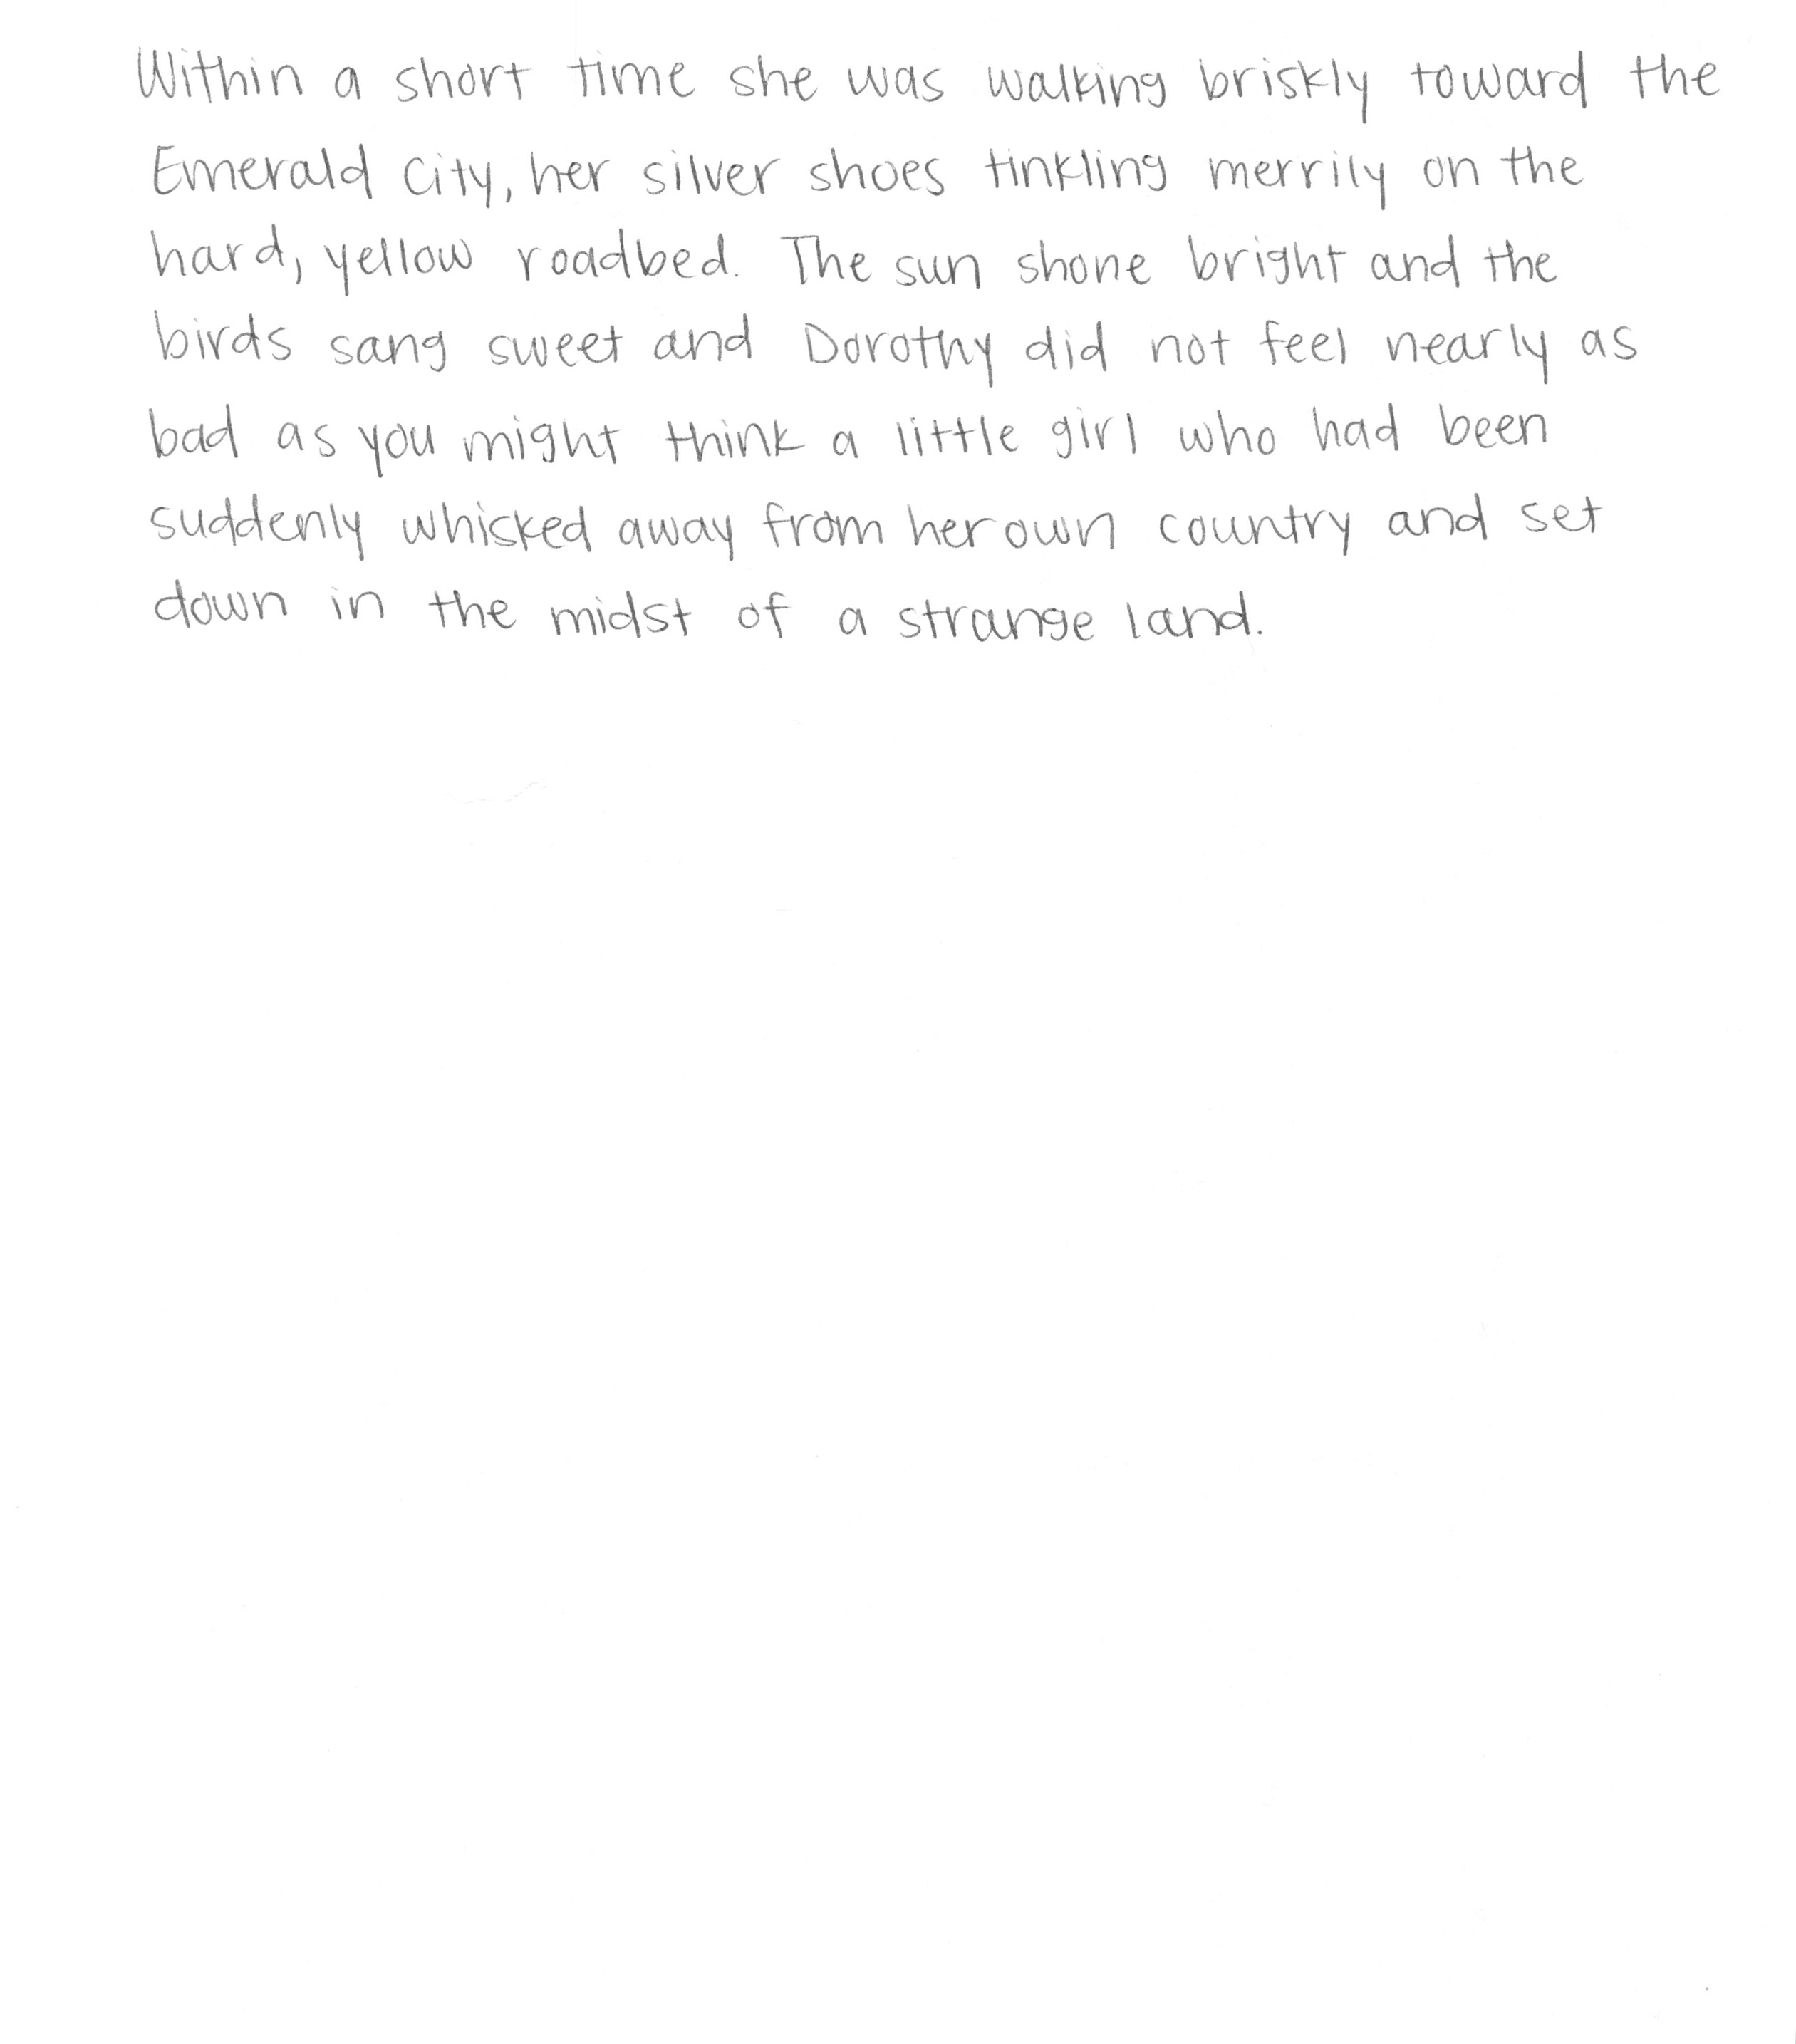 Within a short time she was walking briskly toward the
Emerald City, her silver shoes tinkling merrily on the
hard, yellow roadbed. The sun shone bright and the
birds sang sweet and Dorothy did not feel nearly as
bad as you might think a little girl who had been
suddenly whisked away from her own country and set
down in the midst of a strange land.